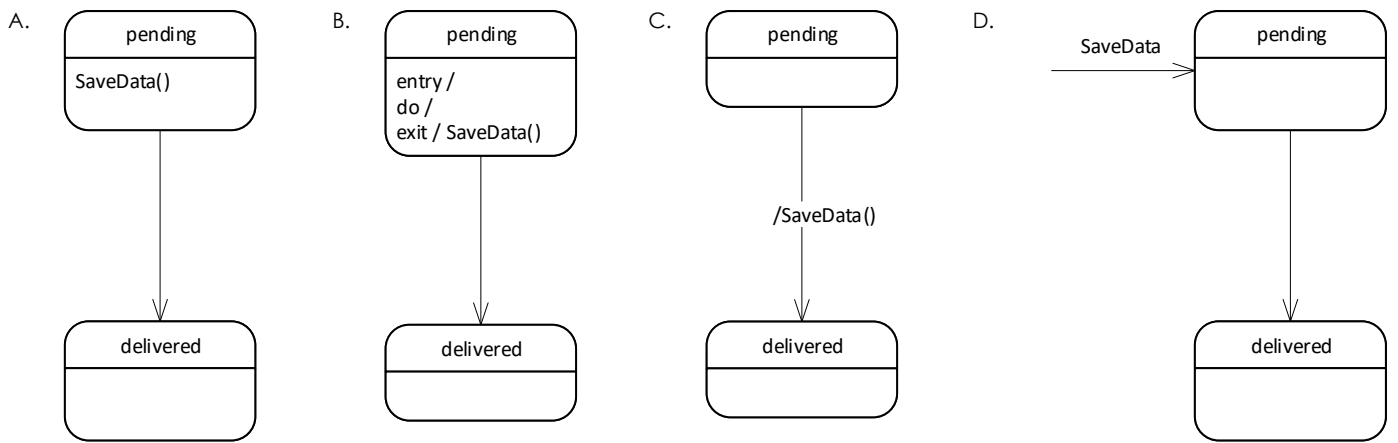 A.
pending
SaveData()
delivered
B.
pending
entry /
do /
exit / SaveData()
delivered
C.
pending
/SaveData()
delivered
D.
SaveData
pending
delivered